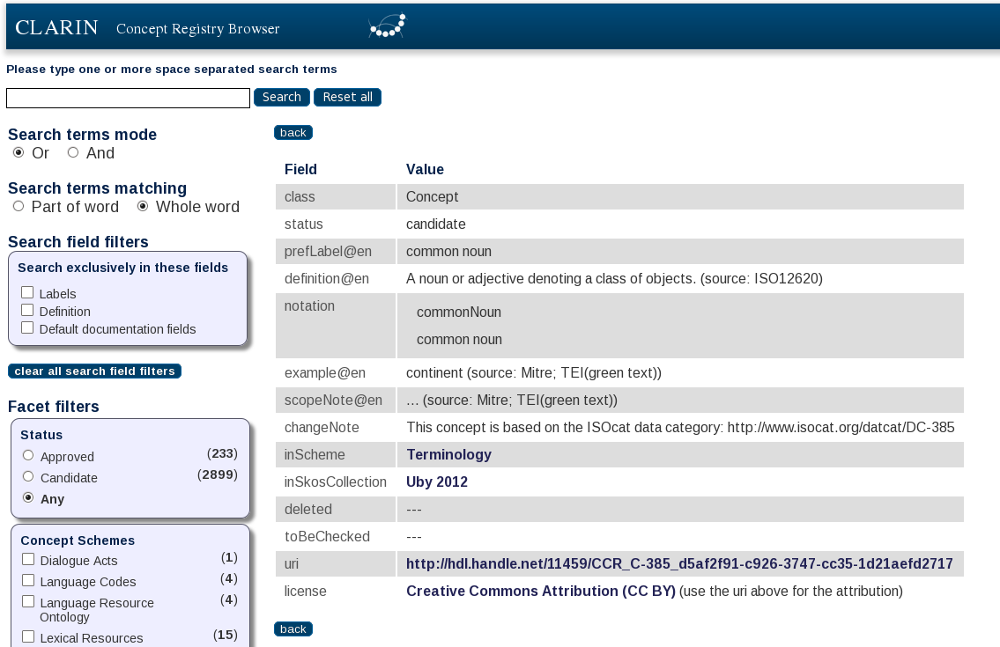 CLARIN Concept Registry Browser
Please type one or more space separated search terms
Search Reset all
Search terms mode
Or And
Search terms matching
Part of word Whole word
Search field filters
Search exclusively in these fields
Labels
Definition
Default documentation fields
clear all search field filters
Facet filters
Status
Approved (233)
Candidate (2899)
Any
Concept Schemes
Dialogue Acts (1)
Language Codes (4)
Language Resource (4)
Ontology
Lexical Resources (15)
back
Field Value
class Concept
status candidate
prefLabel@en common noun
definition@en A noun or adjective denoting a class of objects. (source: ISO12620)
notation commonNoun
common noun
example@en continent (source: Mitre; TEI(green text))
scopeNote@en ... (source: Mitre; TEI(green text))
changeNote This concept is based on the ISOcat data category: http://www.isocat.org/datcat/DC-385
inScheme Terminology
inSkosCollection Uby 2012
deleted ---
toBeChecked ---
uri http://hdl.handle.net/11459/CCR_C-385_d5af2f91-c926-3747-cc35-1d21aefd2717
license Creative Commons Attribution (CC BY) (use the uri above for the attribution)
back